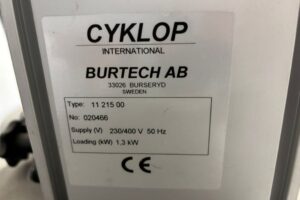 CYKLOP
INTERNATIONAL
BURTECH AB
33026 BURSERYD
SWEDEN
Type: 11 215 00
No: 020466
Supply (V) 230/400 V 50 Hz
Loading (kW) 1,3 kW
CE